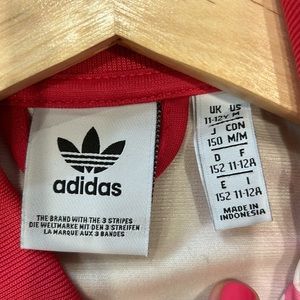 adidas
THE BRAND WITH THE 3 STRIPES
DIE WELTMARKE MIT DEN 3 STREIFEN
LA MARQUE AUX 3 BANDES
UK US
11-12Y M
J CDN
150 M/M
D F
152 11-12A
E I
152 11-12A
MADE IN
INDONESIA